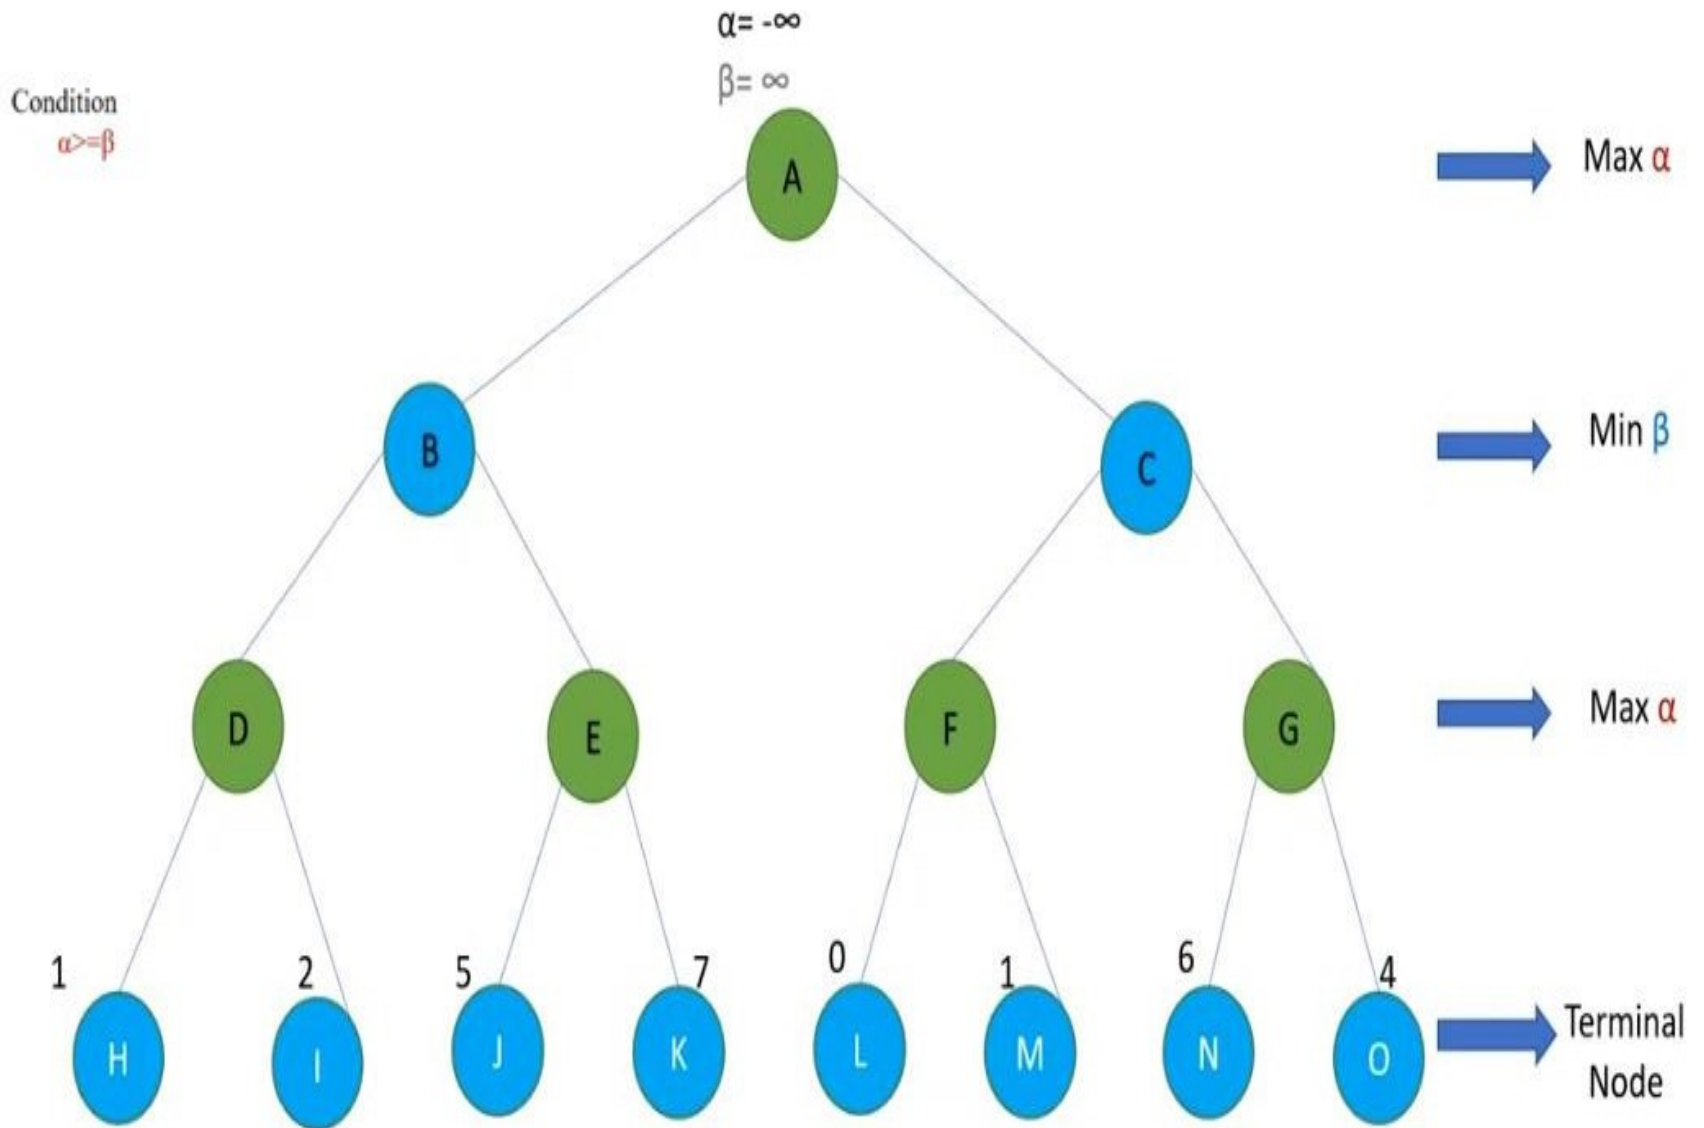 α= -∞
β= ∞
Condition
α>=β
A
Max α
B
C
Min β
D
E
F
G
Max α
1
2
5
7
0
1
6
4
H
I
J
K
L
M
N
O
Terminal
Node